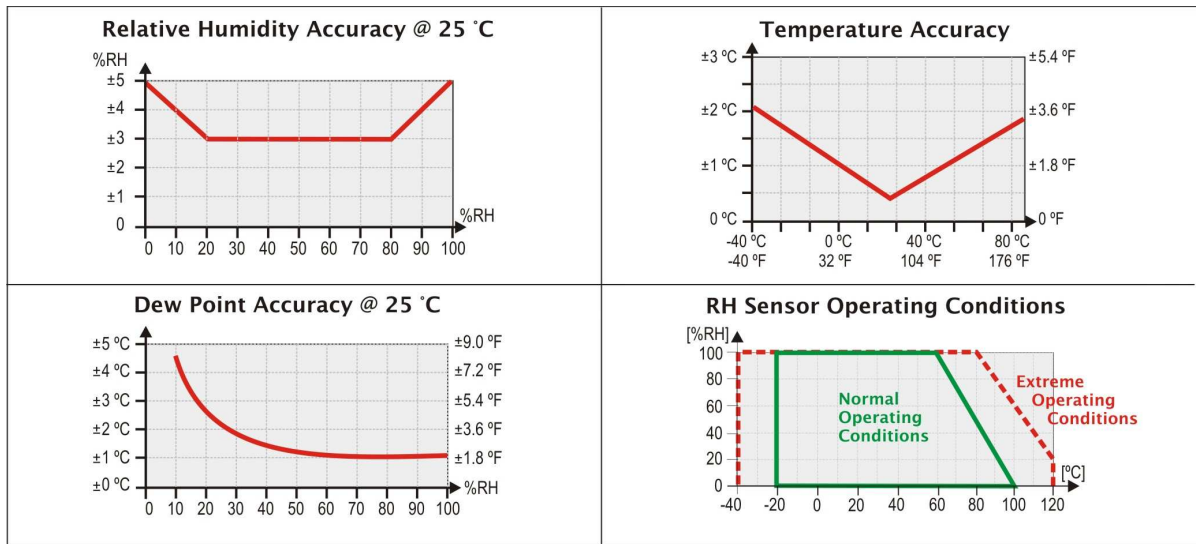 Relative Humidity Accuracy @ 25 ˚C
%RH
±5
±4
±3
±2
±1
0
%RH
0 10 20 30 40 50 60 70 80 90 100
Temperature Accuracy
±3 ºC
±2 ºC
±1 ºC
0 ºC
±5.4 ºF
±3.6 ºF
±1.8 ºF
0 ºF
-40 ºC 0 ºC 40 ºC 80 ºC
-40 ºF 32 ºF 104 ºF 176 ºF
Dew Point Accuracy @ 25 ˚C
±5 ºC
±4 ºC
±3 ºC
±2 ºC
±1 ºC
±0 ºC
±9.0 ºF
±7.2 ºF
±5.4 ºF
±3.6 ºF
±1.8 ºF
%RH
0 10 20 30 40 50 60 70 80 90 100
RH Sensor Operating Conditions
[%RH]
100
80
60
40
20
0
Normal
Operating
Conditions
Extreme
Operating
Conditions
[ºC]
-40 -20 0 20 40 60 80 100 120